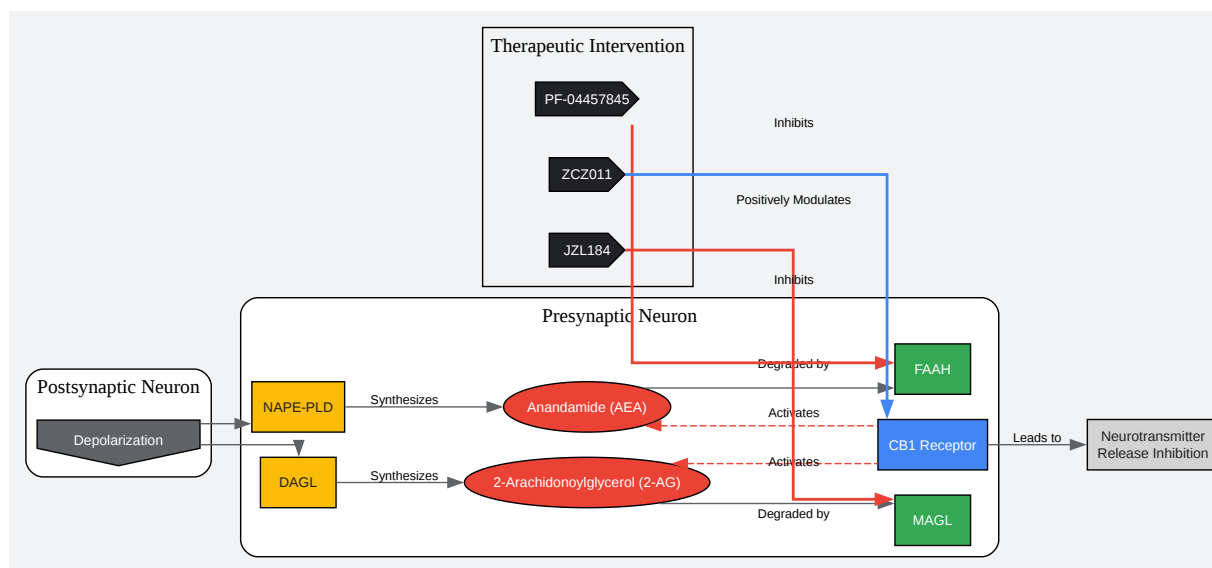 Therapeutic Intervention
PF-04457845
Inhibits
ZCZ011
Positively Modulates
JZL184
Inhibits
Presynaptic Neuron
Postsynaptic Neuron
Depolarization
NAPE-PLD
Synthesizes
Anandamide (AEA)
Degraded by
FAAH
Activates
DAGL
Synthesizes
2-Arachidonoylglycerol (2-AG)
Activates
CB1 Receptor
Leads to
Neurotransmitter
Release Inhibition
Degraded by
MAGL